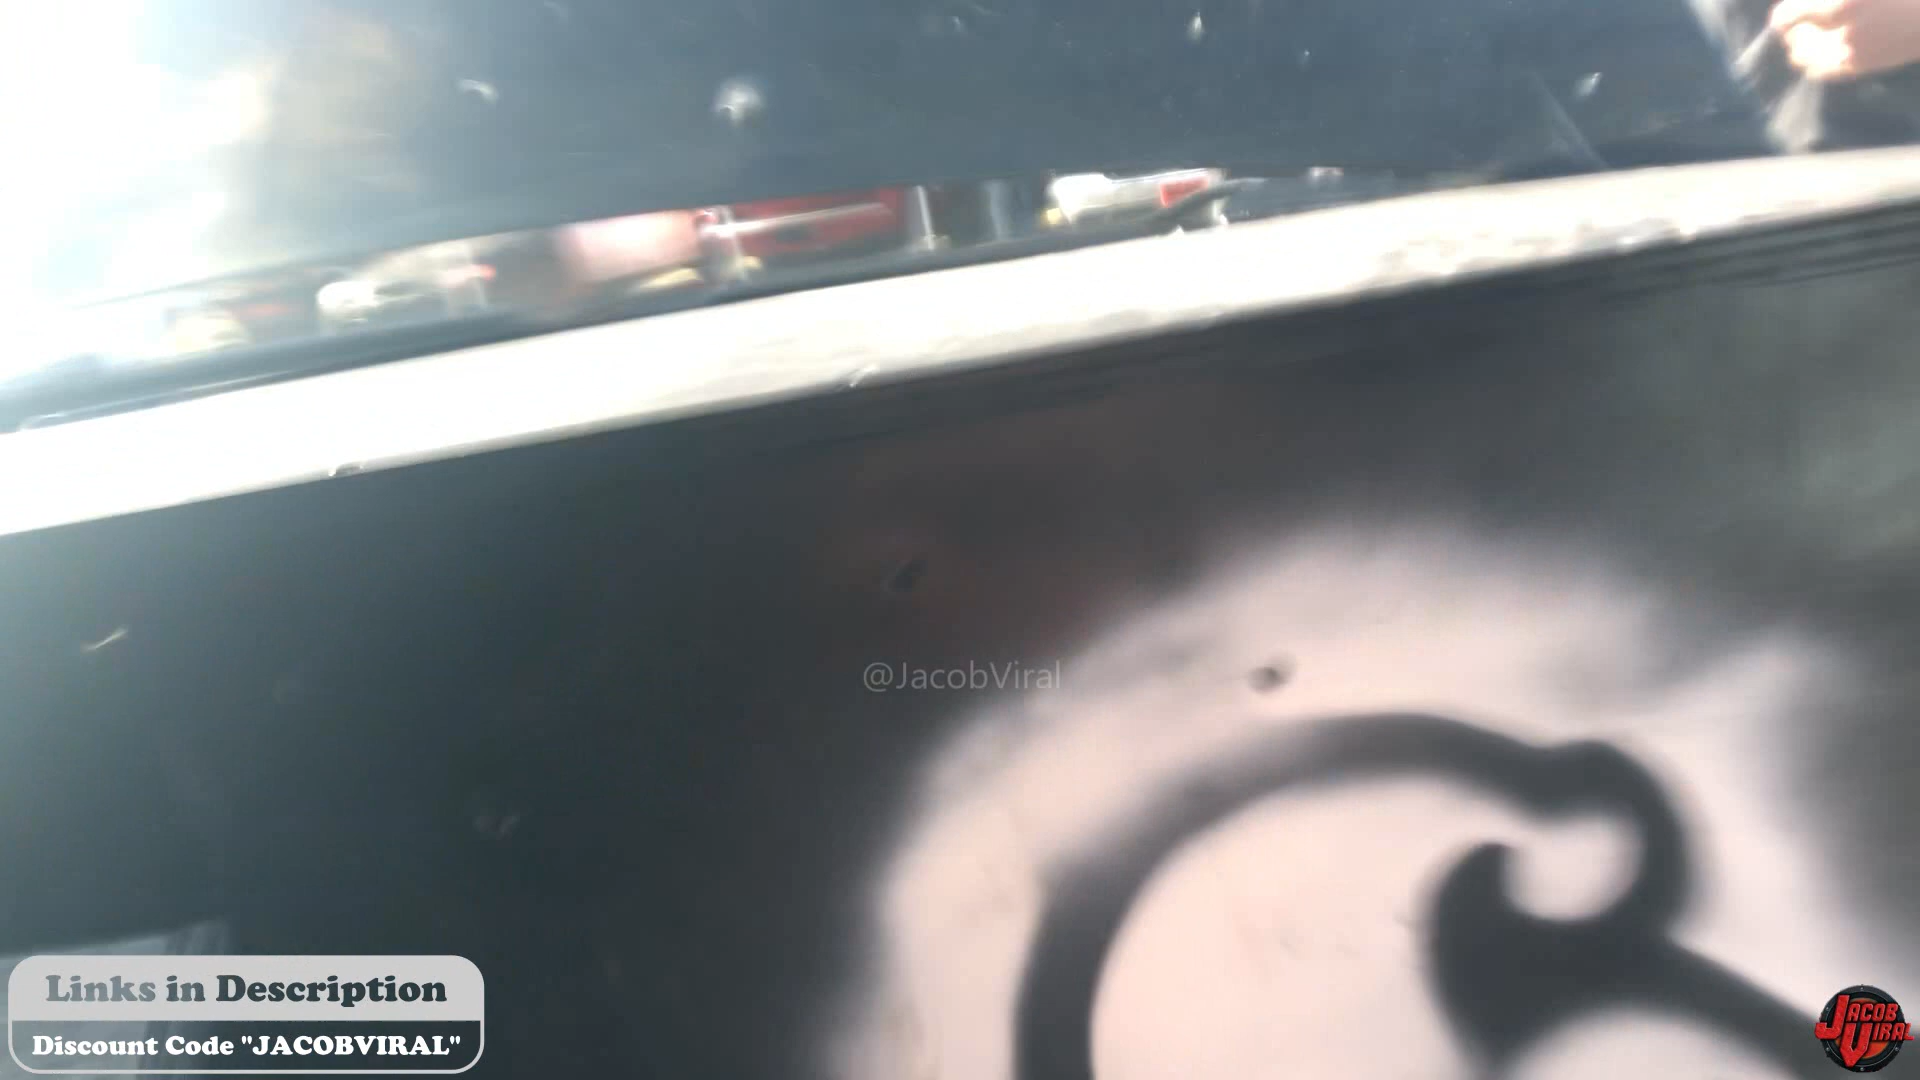 @JacobViral
Links in Description
Discount Code "JACOBVIRAL"
JACOB
VIRAL